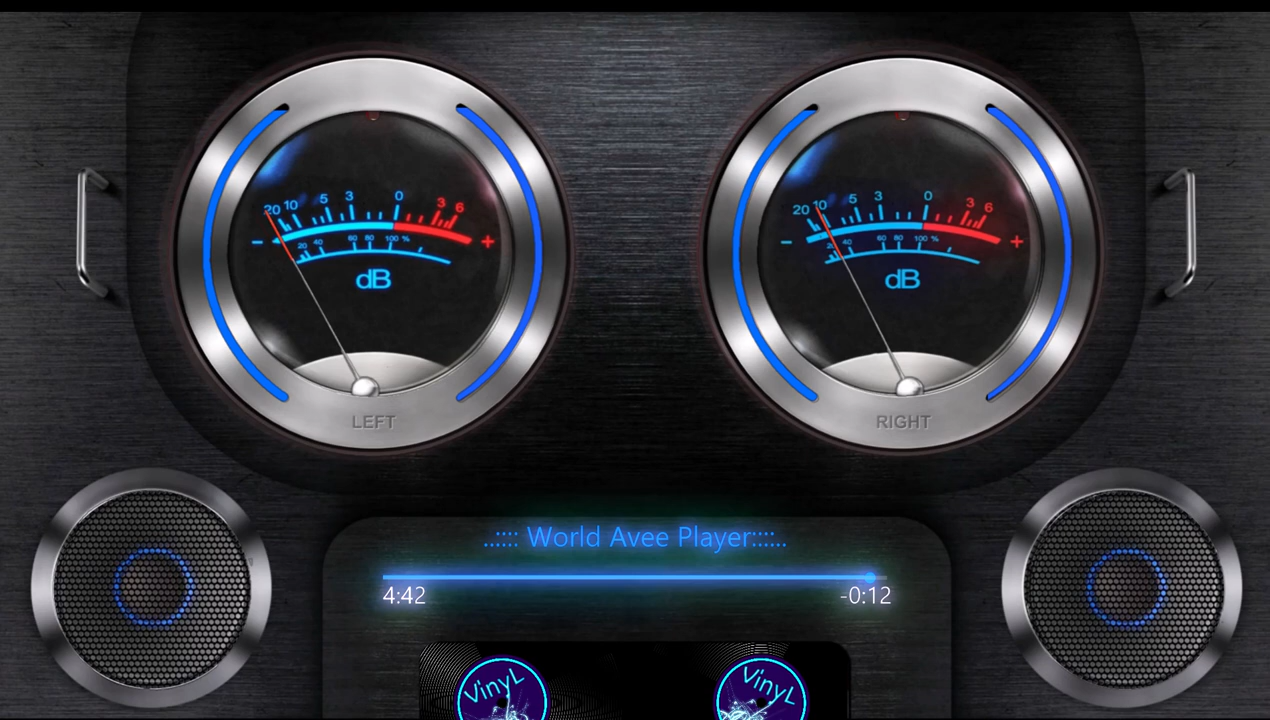 20 10 5 3 0 3 6
- +
20 40 60 80 100 %
dB
LEFT
20 10 5 3 0 3 6
- +
20 40 60 80 100 %
dB
RIGHT
..:::: World Avee Player::::..
4:42 -0:12
VinyL VinyL